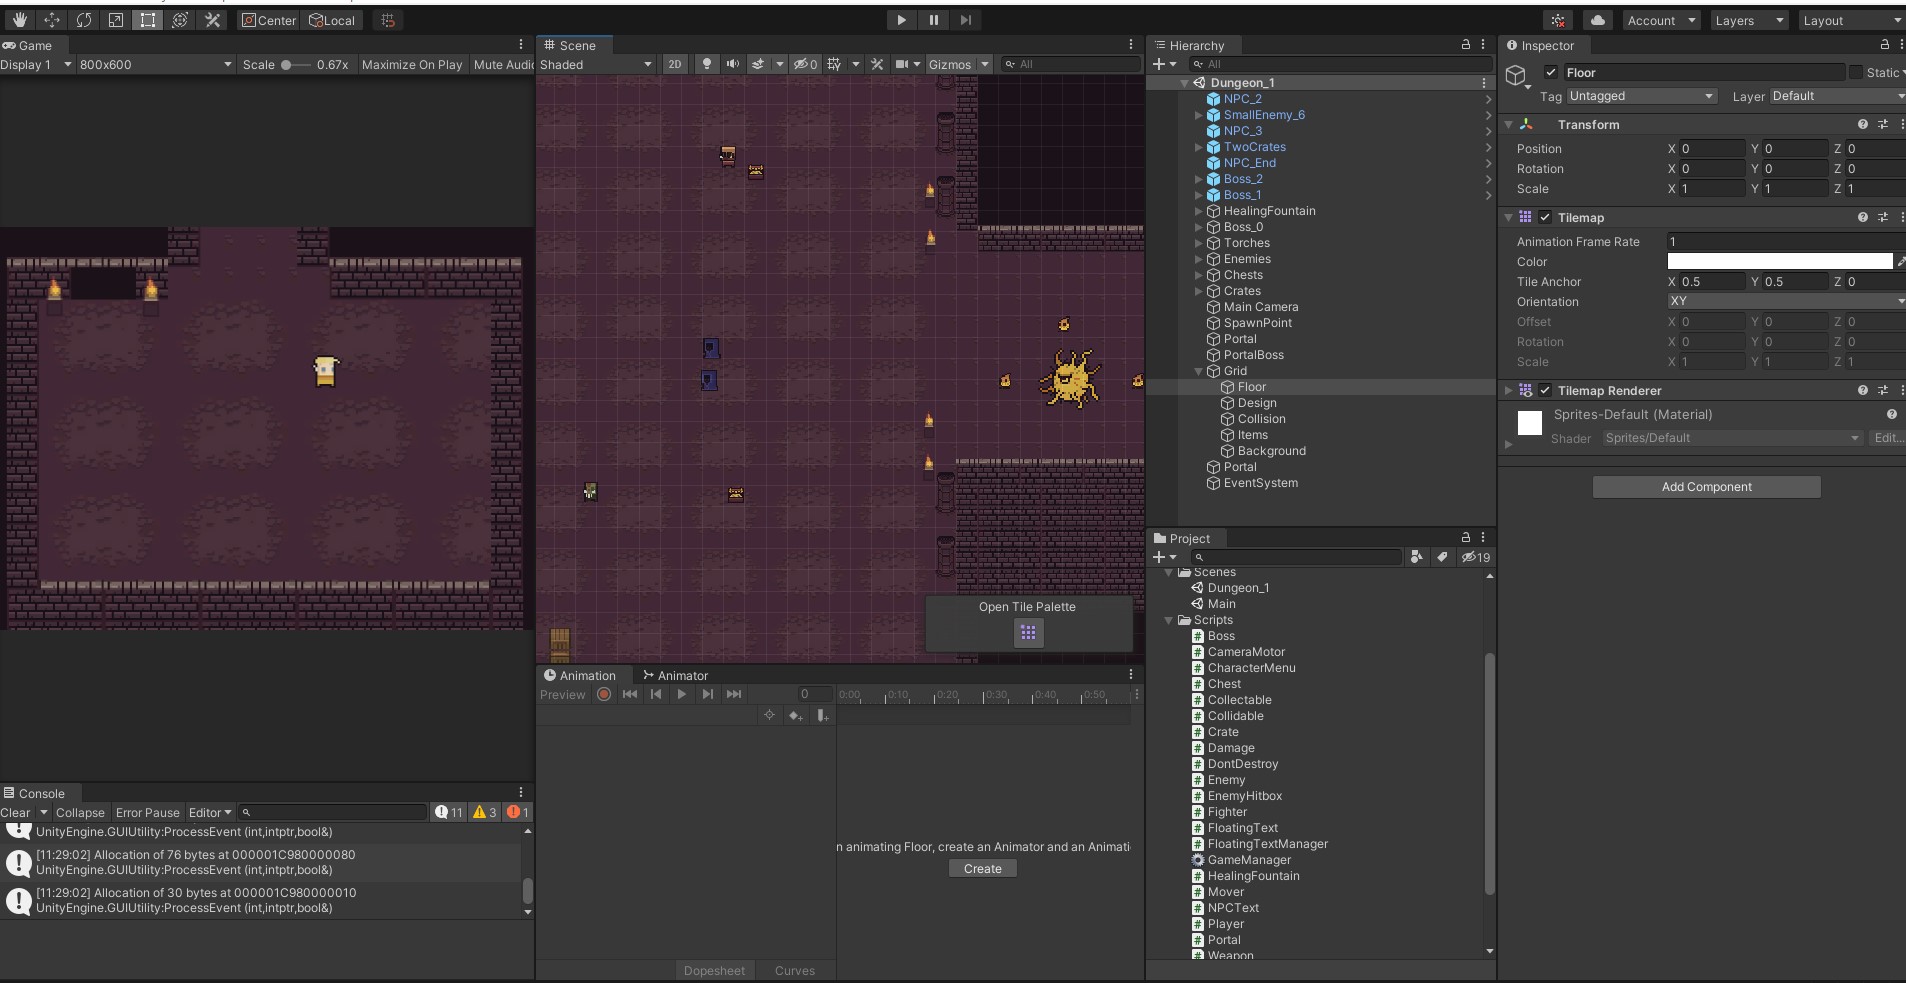 Center
Local
Account
Layers
Layout
Game
Display 1
800x600
Scale
0.67x
Maximize On Play
Mute Audio
Scene
Shaded
2D
0
Gizmos
All
Hierarchy
All
Dungeon_1
NPC_2
SmallEnemy_6
NPC_3
TwoCrates
NPC_End
Boss_2
Boss_1
HealingFountain
Boss_0
Torches
Enemies
Chests
Crates
Main Camera
SpawnPoint
Portal
PortalBoss
Grid
Floor
Design
Collision
Items
Background
Portal
EventSystem
Inspector
Floor
Static
Tag Untagged
Layer Default
Transform
Position X 0 Y 0 Z 0
Rotation X 0 Y 0 Z 0
Scale X 1 Y 1 Z 1
Tilemap
Animation Frame Rate 1
Color
Tile Anchor X 0.5 Y 0.5 Z 0
Orientation XY
Offset X 0 Y 0 Z 0
Rotation X 0 Y 0 Z 0
Scale X 1 Y 1 Z 1
Tilemap Renderer
Sprites-Default (Material)
Shader Sprites/Default Edit...
Add Component
Open Tile Palette
Project
19
Scenes
Dungeon_1
Main
Scripts
Boss
CameraMotor
CharacterMenu
Chest
Collectable
Collidable
Crate
Damage
DontDestroy
Enemy
EnemyHitbox
Fighter
FloatingText
FloatingTextManager
GameManager
HealingFountain
Mover
NPCText
Player
Portal
Weapon
Animation
Animator
Preview
0
0:00 0:10 0:20 0:30 0:40 0:50
n animating Floor, create an Animator and an Animati
Create
Dopesheet
Curves
Console
Clear
Collapse
Error Pause
Editor
11
3
1
UnityEngine.GUIUtility:ProcessEvent (int,intptr,bool&)
[11:29:02] Allocation of 76 bytes at 000001C980000080
UnityEngine.GUIUtility:ProcessEvent (int,intptr,bool&)
[11:29:02] Allocation of 30 bytes at 000001C980000010
UnityEngine.GUIUtility:ProcessEvent (int,intptr,bool&)